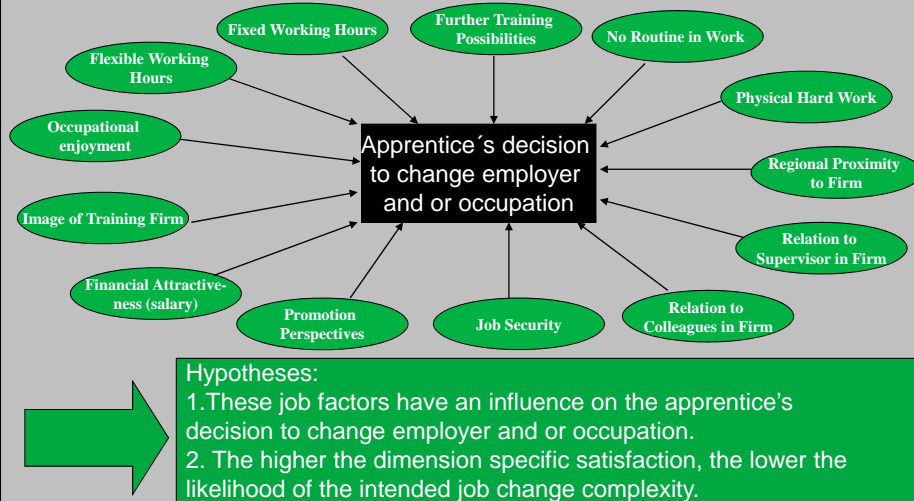 Fixed Working Hours
Further Training
Possibilities
No Routine in Work
Flexible Working
Hours
Physical Hard Work
Occupational
enjoyment
Apprentice´s decision
to change employer
and or occupation
Regional Proximity
to Firm
Image of Training Firm
Relation to
Supervisor in Firm
Financial Attractive-
ness (salary)
Promotion
Perspectives
Job Security
Relation to
Colleagues in Firm
Hypotheses:
1.These job factors have an influence on the apprentice's
decision to change employer and or occupation.
2. The higher the dimension specific satisfaction, the lower the
likelihood of the intended job change complexity.